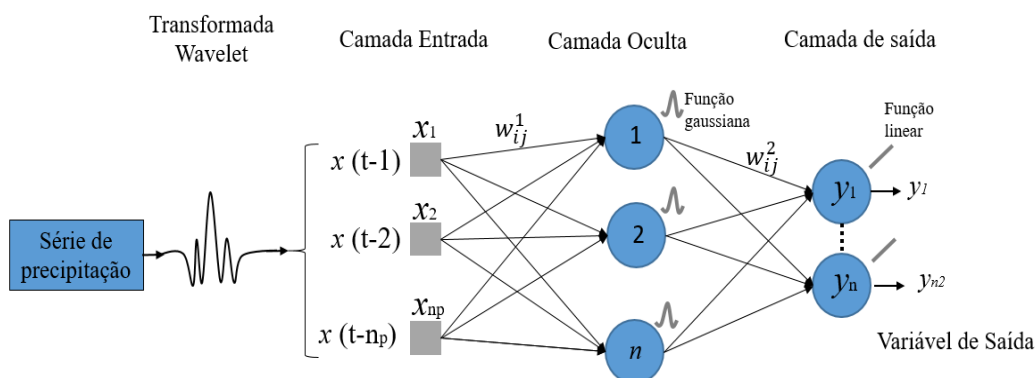 Transformada
Wavelet
Camada Entrada
Camada Oculta
Camada de saída
Série de
precipitação
x₁
x (t-1)
x₂
x (t-2)
xₙₚ
x (t-nₚ)
w¹ᵢⱼ
1
Função
gaussiana
2
n
w²ᵢⱼ
Função
linear
y₁
y₁
yₙ
yₙ₂
Variável de Saída